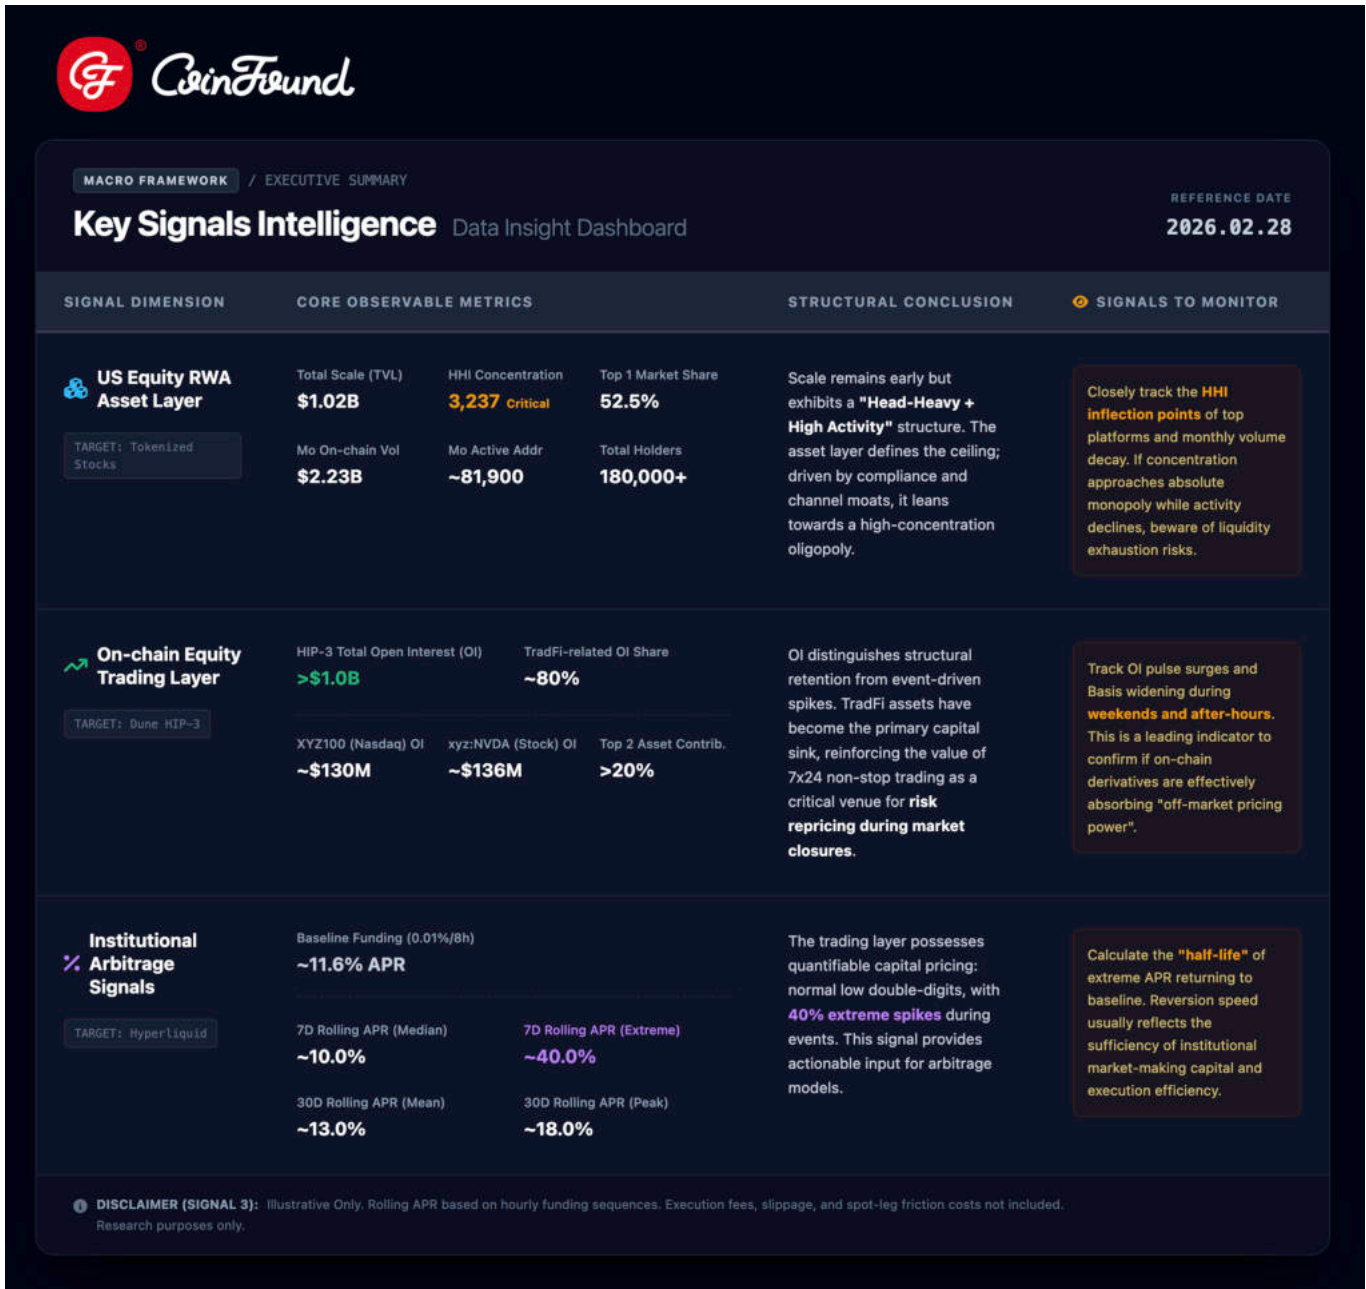 GF® CoinFound
MACRO FRAMEWORK / EXECUTIVE SUMMARY
Key Signals Intelligence Data Insight Dashboard
REFERENCE DATE
2026.02.28
SIGNAL DIMENSION CORE OBSERVABLE METRICS STRUCTURAL CONCLUSION SIGNALS TO MONITOR
US Equity RWA
Asset Layer
TARGET: Tokenized
Stocks
Total Scale (TVL) HHI Concentration Top 1 Market Share
$1.02B 3,237 Critical 52.5%
Mo On-chain Vol Mo Active Addr Total Holders
$2.23B ~81,900 180,000+
Scale remains early but
exhibits a "Head-Heavy +
High Activity" structure. The
asset layer defines the ceiling;
driven by compliance and
channel moats, it leans
towards a high-concentration
oligopoly.
Closely track the HHI
inflection points of top
platforms and monthly volume
decay. If concentration
approaches absolute
monopoly while activity
declines, beware of liquidity
exhaustion risks.
On-chain Equity
Trading Layer
TARGET: Dune HIP-3
HIP-3 Total Open Interest (OI) TradFi-related OI Share
>$1.0B ~80%
XYZ100 (Nasdaq) OI xyz:NVDA (Stock) OI Top 2 Asset Contrib.
~$130M ~$136M >20%
OI distinguishes structural
retention from event-driven
spikes. TradFi assets have
become the primary capital
sink, reinforcing the value of
7x24 non-stop trading as a
critical venue for risk
repricing during market
closures.
Track OI pulse surges and
Basis widening during
weekends and after-hours.
This is a leading indicator to
confirm if on-chain
derivatives are effectively
absorbing "off-market pricing
power".
Institutional
Arbitrage
Signals
TARGET: Hyperliquid
Baseline Funding (0.01%/8h)
~11.6% APR
7D Rolling APR (Median) 7D Rolling APR (Extreme)
~10.0% ~40.0%
30D Rolling APR (Mean) 30D Rolling APR (Peak)
~13.0% ~18.0%
The trading layer possesses
quantifiable capital pricing:
normal low double-digits, with
40% extreme spikes during
events. This signal provides
actionable input for arbitrage
models.
Calculate the "half-life" of
extreme APR returning to
baseline. Reversion speed
usually reflects the
sufficiency of institutional
market-making capital and
execution efficiency.
DISCLAIMER (SIGNAL 3): Illustrative Only. Rolling APR based on hourly funding sequences. Execution fees, slippage, and spot-leg friction costs not included.
Research purposes only.